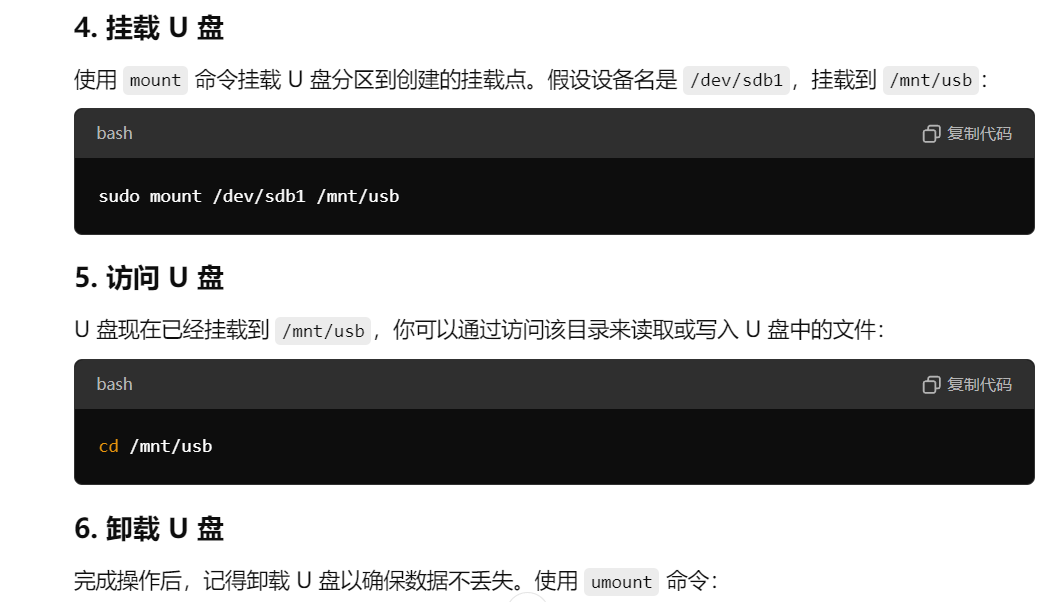 4. 挂载 U 盘
使用 mount 命令挂载 U 盘分区到创建的挂载点。假设设备名是 /dev/sdb1，挂载到 /mnt/usb：
bash 复制代码
sudo mount /dev/sdb1 /mnt/usb
5. 访问 U 盘
U 盘现在已经挂载到 /mnt/usb，你可以通过访问该目录来读取或写入 U 盘中的文件：
bash 复制代码
cd /mnt/usb
6. 卸载 U 盘
完成操作后，记得卸载 U 盘以确保数据不丢失。使用 umount 命令：